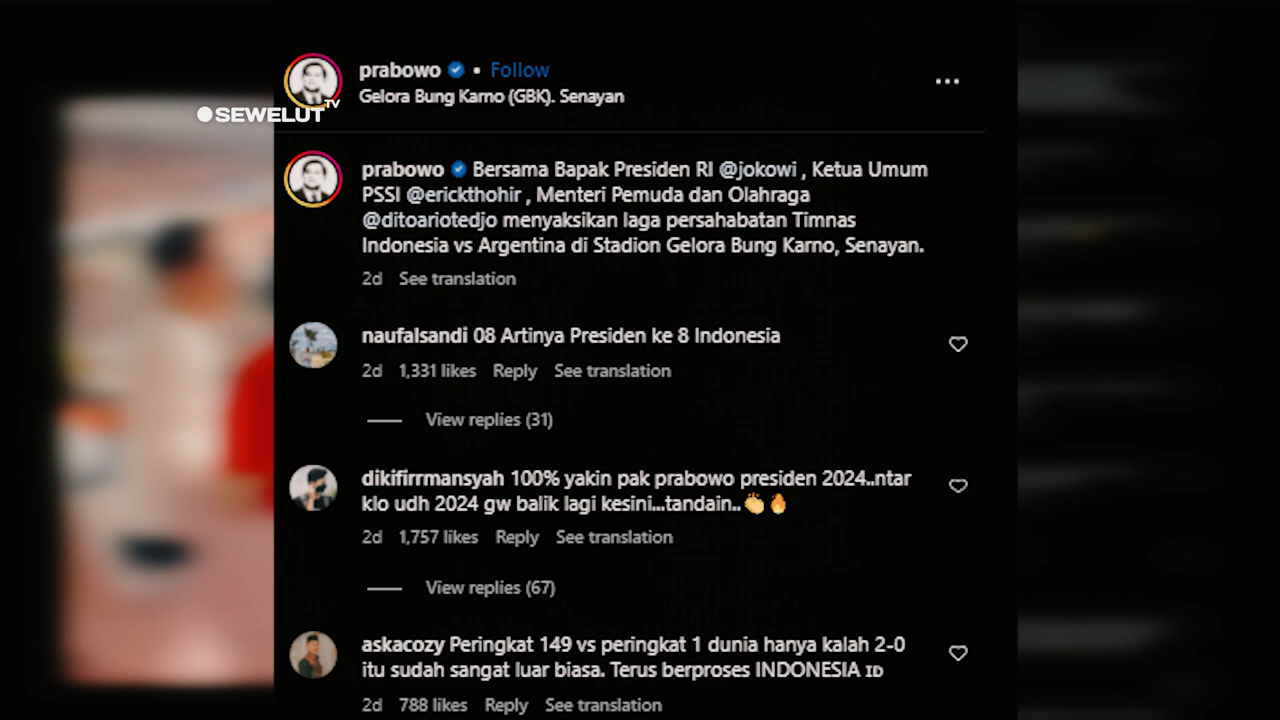 prabowo • Follow
Gelora Bung Karno (GBK). Senayan
SEWELUT TV
prabowo Bersama Bapak Presiden RI @jokowi , Ketua Umum
PSSI @erickthohir , Menteri Pemuda dan Olahraga
@ditoariotedjo menyaksikan laga persahabatan Timnas
Indonesia vs Argentina di Stadion Gelora Bung Karno, Senayan.
2d See translation
naufalsandi 08 Artinya Presiden ke 8 Indonesia
2d 1,331 likes Reply See translation
View replies (31)
dikifirrmansyah 100% yakin pak prabowo presiden 2024..ntar
klo udh 2024 gw balik lagi kesini...tandain..👏🔥
2d 1,757 likes Reply See translation
View replies (67)
askacozy Peringkat 149 vs peringkat 1 dunia hanya kalah 2-0
itu sudah sangat luar biasa. Terus berproses INDONESIA ID
2d 788 likes Reply See translation